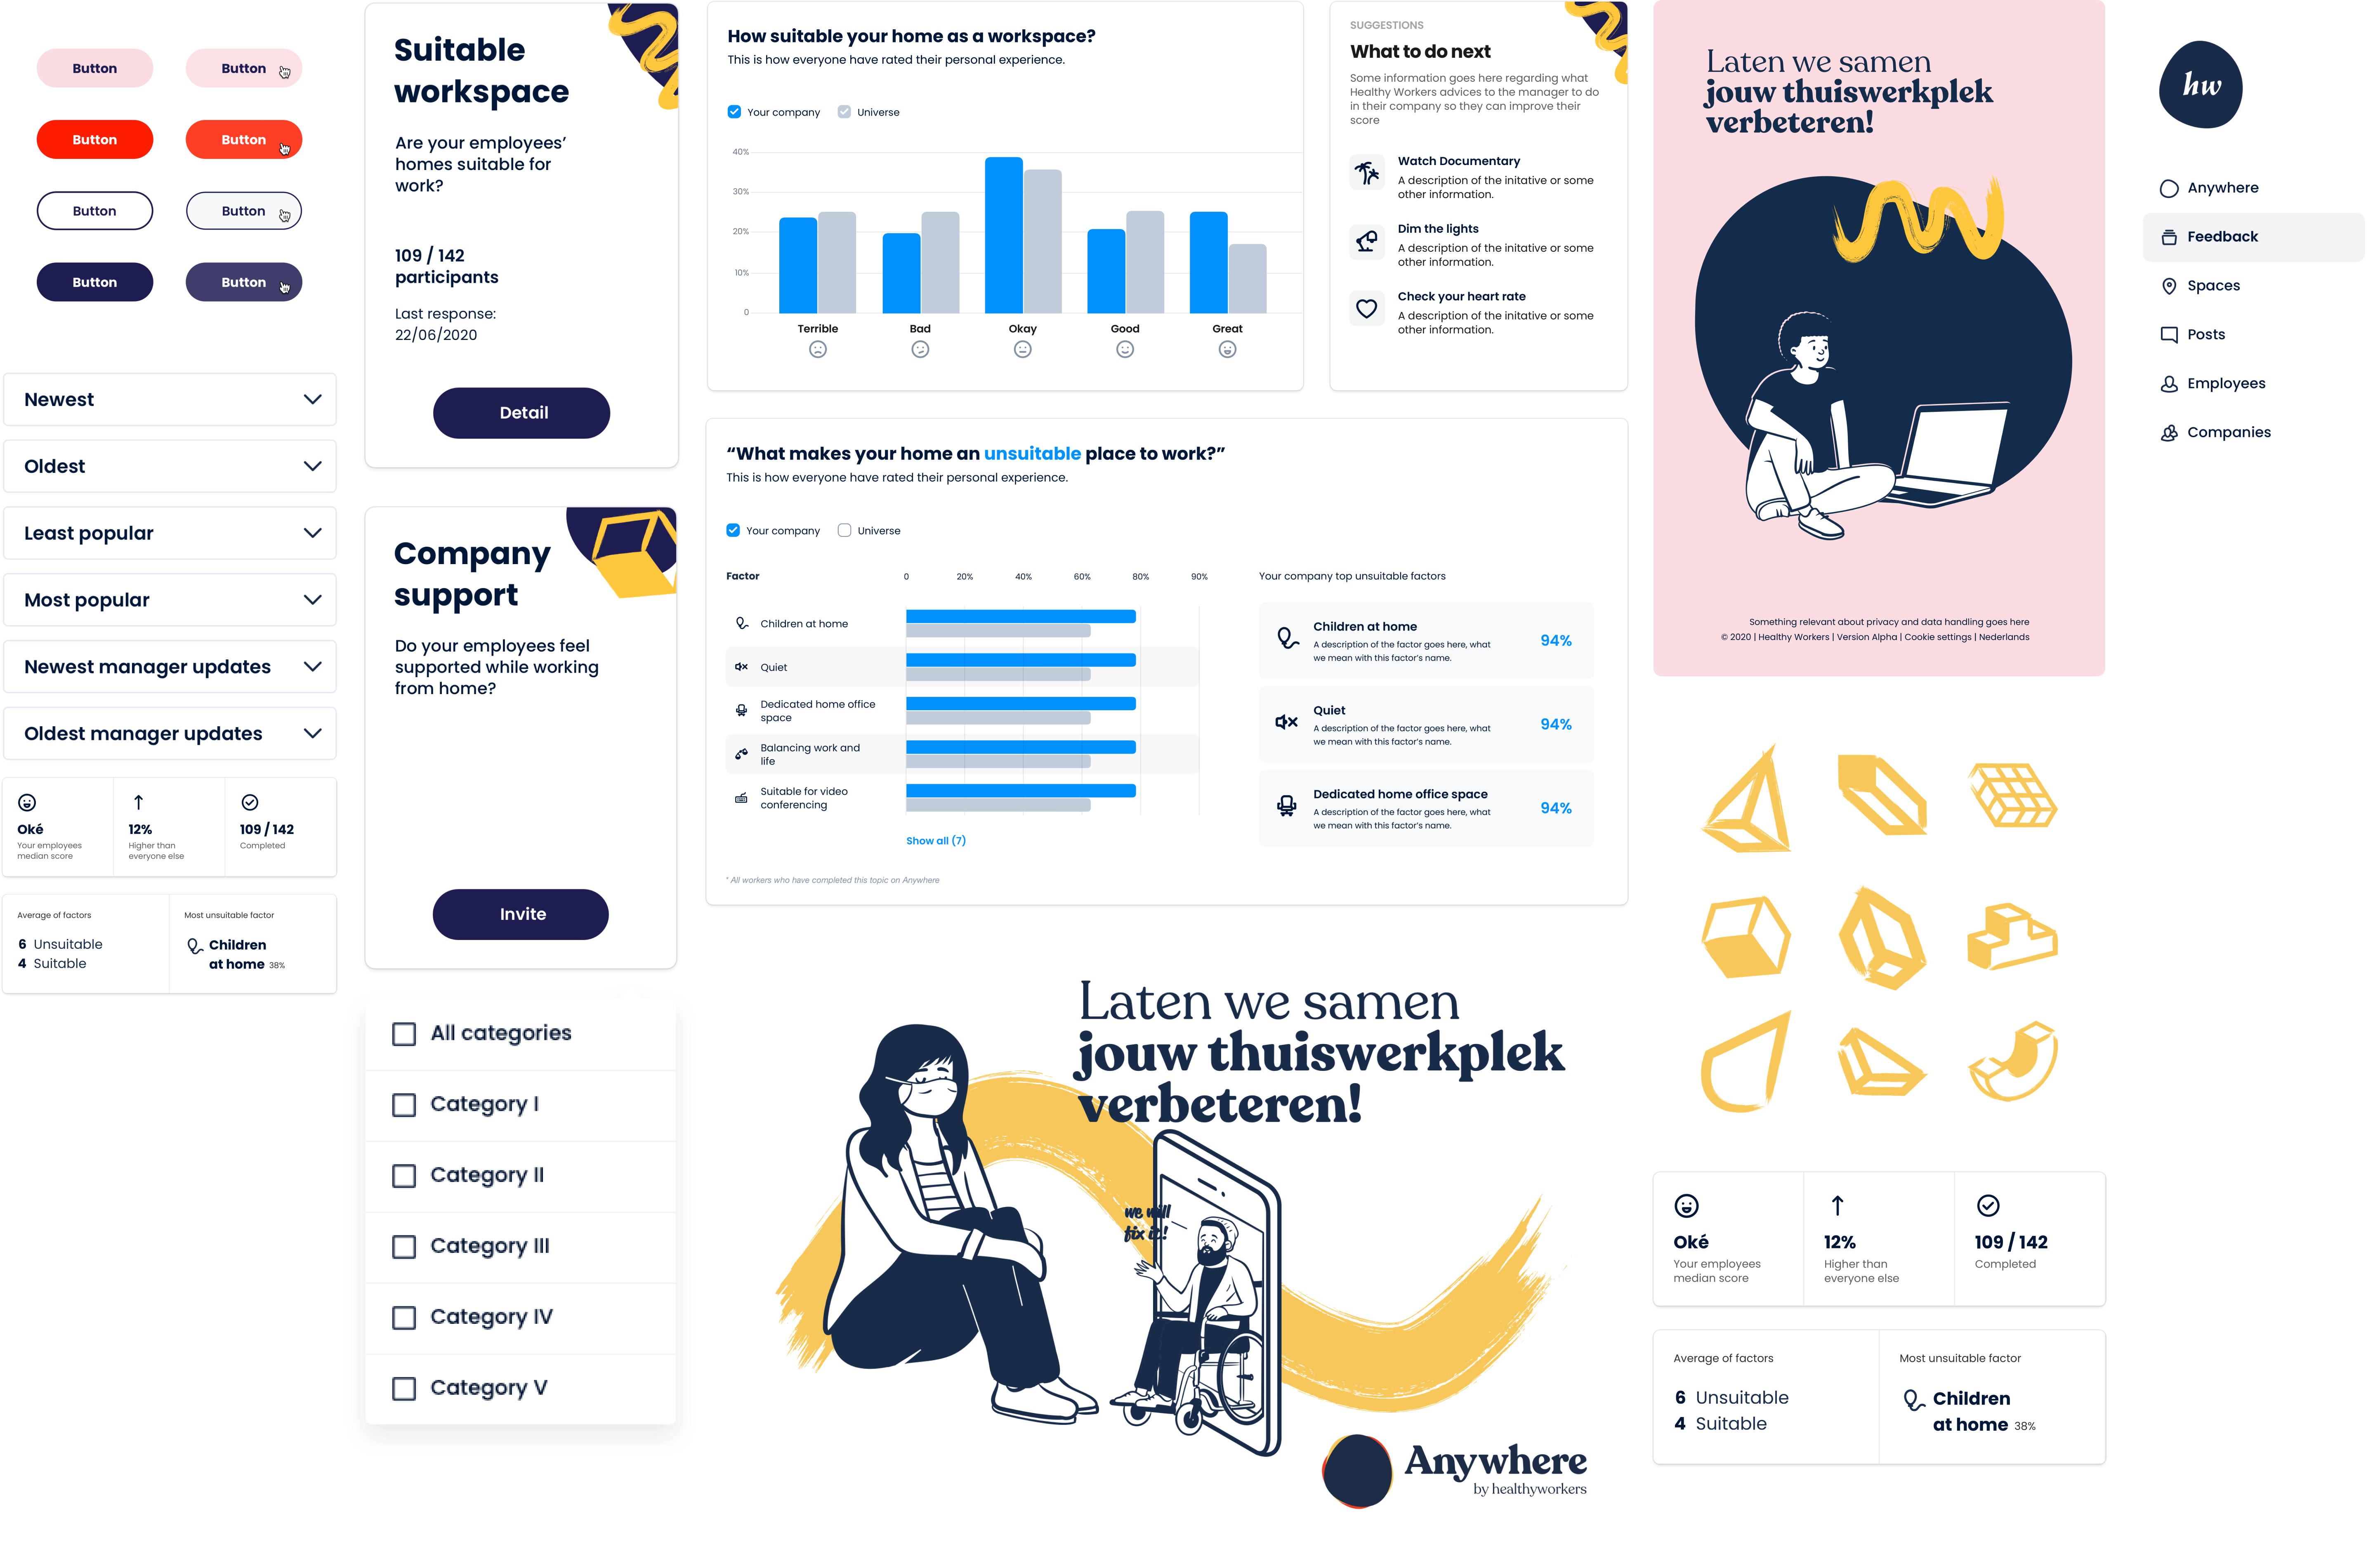 Button
Button
Button
Button
Button
Button
Button
Button
Newest
Oldest
Least popular
Most popular
Newest manager updates
Oldest manager updates
Oké
Your employees
median score
12%
Higher than
everyone else
109 / 142
Completed
Average of factors
6 Unsuitable
4 Suitable
Most unsuitable factor
Children
at home 38%
Suitable
workspace
Are your employees’
homes suitable for
work?
109 / 142
participants
Last response:
22/06/2020
Detail
Company
support
Do your employees feel
supported while working
from home?
Invite
All categories
Category I
Category II
Category III
Category IV
Category V
How suitable your home as a workspace?
This is how everyone have rated their personal experience.
Your company
Universe
40%
30%
20%
10%
0
Terrible
Bad
Okay
Good
Great
SUGGESTIONS
What to do next
Some information goes here regarding what
Healthy Workers advices to the manager to do
in their company so they can improve their
score
Watch Documentary
A description of the initative or some
other information.
Dim the lights
A description of the initative or some
other information.
Check your heart rate
A description of the initative or some
other information.
“What makes your home an unsuitable place to work?”
This is how everyone have rated their personal experience.
Your company
Universe
Factor
0
20%
40%
60%
80%
90%
Children at home
Quiet
Dedicated home office
space
Balancing work and
life
Suitable for video
conferencing
Show all (7)
* All workers who have completed this topic on Anywhere
Your company top unsuitable factors
Children at home
A description of the factor goes here, what
we mean with this factor’s name.
94%
Quiet
A description of the factor goes here, what
we mean with this factor’s name.
94%
Dedicated home office space
A description of the factor goes here, what
we mean with this factor’s name.
94%
Laten we samen
jouw thuiswerkplek
verbeteren!
we will
fix it!
Anywhere
by healthyworkers
Laten we samen
jouw thuiswerkplek
verbeteren!
Something relevant about privacy and data handling goes here
© 2020 | Healthy Workers | Version Alpha | Cookie settings | Nederlands
Oké
Your employees
median score
12%
Higher than
everyone else
109 / 142
Completed
Average of factors
6 Unsuitable
4 Suitable
Most unsuitable factor
Children
at home 38%
hw
Anywhere
Feedback
Spaces
Posts
Employees
Companies